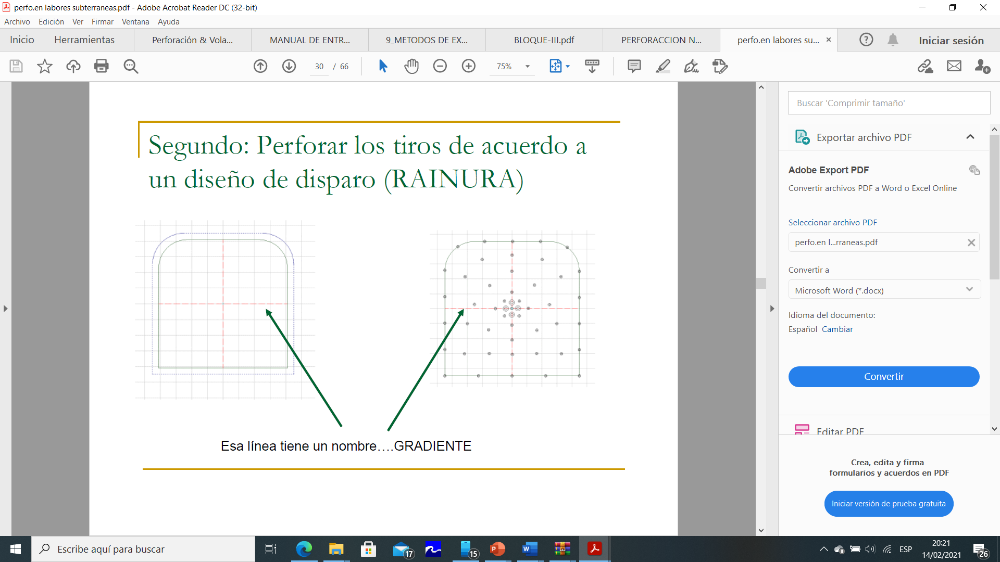 perfo.en labores subterraneas.pdf - Adobe Acrobat Reader DC (32-bit)
Archivo Edición Ver Firmar Ventana Ayuda
Inicio Herramientas Perforación & Vola... MANUAL DE ENTR... 9_METODOS DE EX... BLOQUE-III.pdf PERFORACCION N... perfo.en labores su... Iniciar sesión
30 / 66 75%
Segundo: Perforar los tiros de acuerdo a
un diseño de disparo (RAINURA)
Esa línea tiene un nombre….GRADIENTE
Buscar 'Comprimir tamaño'
Exportar archivo PDF
Adobe Export PDF
Convertir archivos PDF a Word o Excel Online
Seleccionar archivo PDF
perfo.en l...rraneas.pdf
Convertir a
Microsoft Word (*.docx)
Idioma del documento:
Español Cambiar
Convertir
Editar PDF
Crea, edita y firma
formularios y acuerdos en PDF
Iniciar versión de prueba gratuita
Escribe aquí para buscar
17
15
ESP
20:21
14/02/2021
26